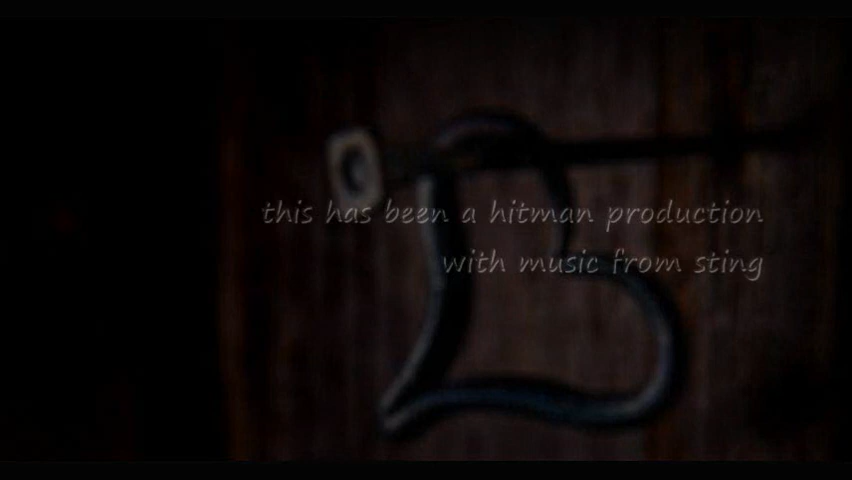 this has been a hitman production
with music from sting